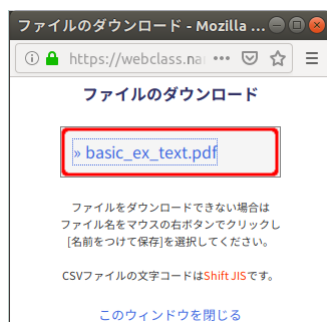 ファイルのダウンロード - Mozilla ...
https://webclass.na
ファイルのダウンロード
» basic_ex_text.pdf
ファイルをダウンロードできない場合は
ファイル名をマウスの右ボタンでクリックし
[名前をつけて保存]を選択してください。
CSVファイルの文字コードはShift JISです。
このウィンドウを閉じる